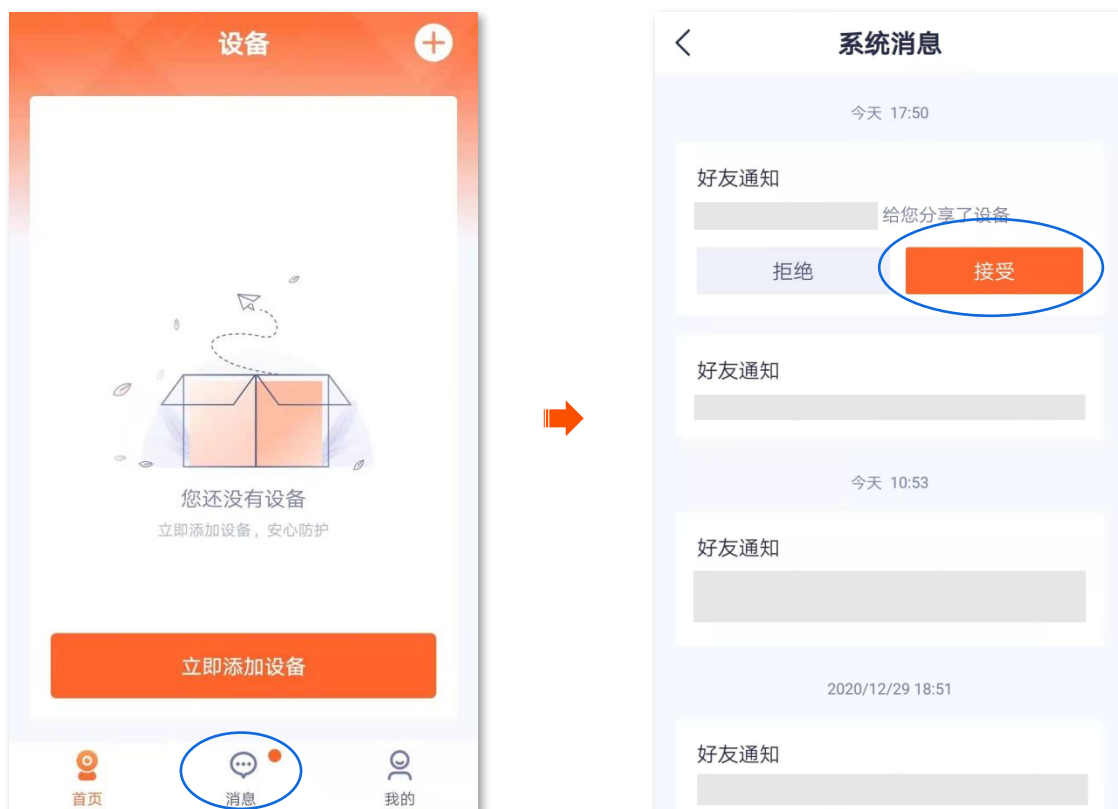 设备
您还没有设备
立即添加设备，安心防护
立即添加设备
首页
消息
我的
系统消息
今天 17:50
好友通知
给您分享了设备
拒绝
接受
好友通知
今天 10:53
好友通知
2020/12/29 18:51
好友通知